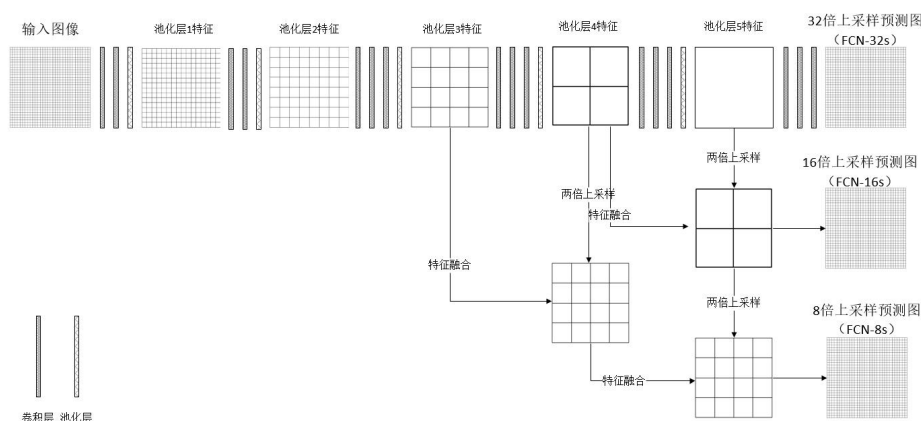 输入图像
池化层1特征
池化层2特征
池化层3特征
池化层4特征
池化层5特征
32倍上采样预测图
（FCN-32s）
两倍上采样
16倍上采样预测图
（FCN-16s）
两倍上采样
特征融合
特征融合
两倍上采样
8倍上采样预测图
（FCN-8s）
特征融合
卷积层 池化层